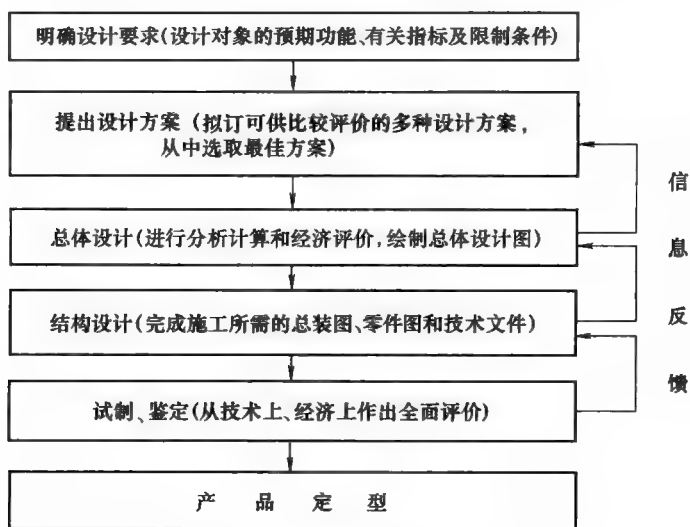 明确设计要求(设计对象的预期功能、有关指标及限制条件)
提出设计方案(拟订可供比较评价的多种设计方案,
从中选取最佳方案)
总体设计(进行分析计算和经济评价,绘制总体设计图)
结构设计(完成施工所需的总装图、零件图和技术文件)
试制、鉴定(从技术上、经济上作出全面评价)
产品定型
信
息
反
馈